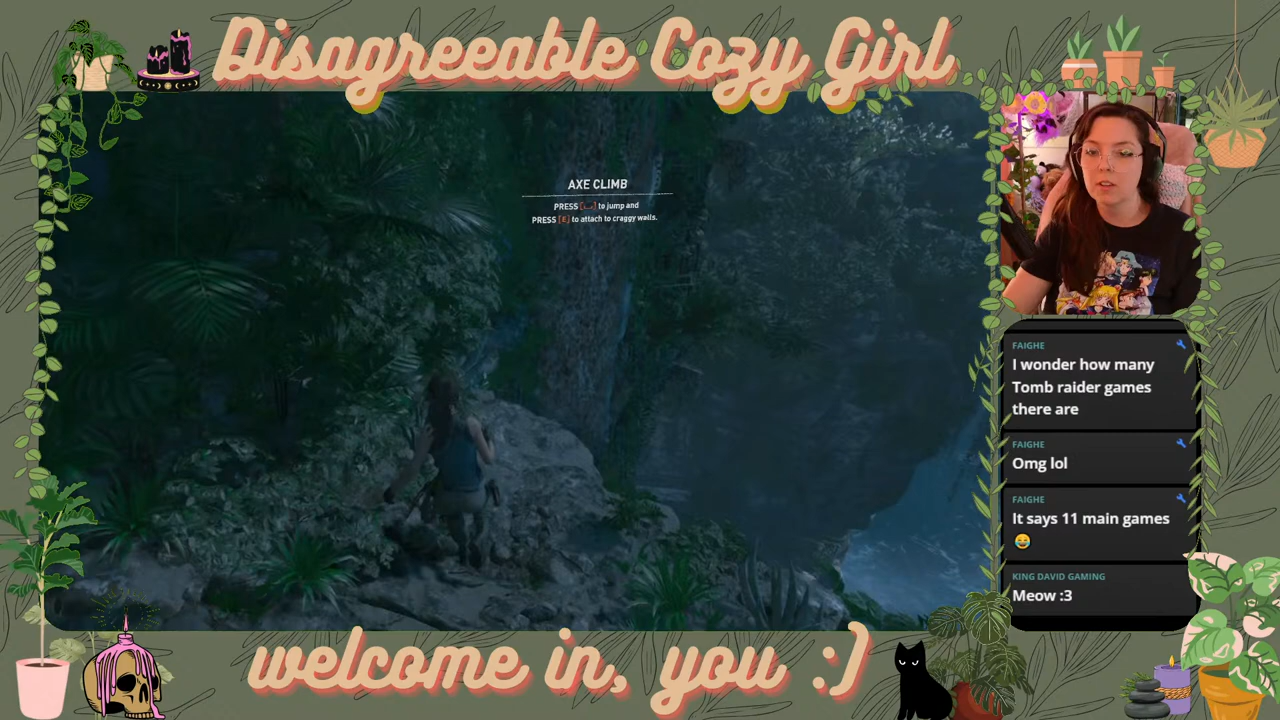 Disagreeable Cozy Girl
AXE CLIMB
PRESS [⎵] to jump and
PRESS [E] to attach to craggy walls.
FAIGHE
I wonder how many
Tomb raider games
there are
FAIGHE
Omg lol
FAIGHE
It says 11 main games
😂
KING DAVID GAMING
Meow :3
welcome in, you :)